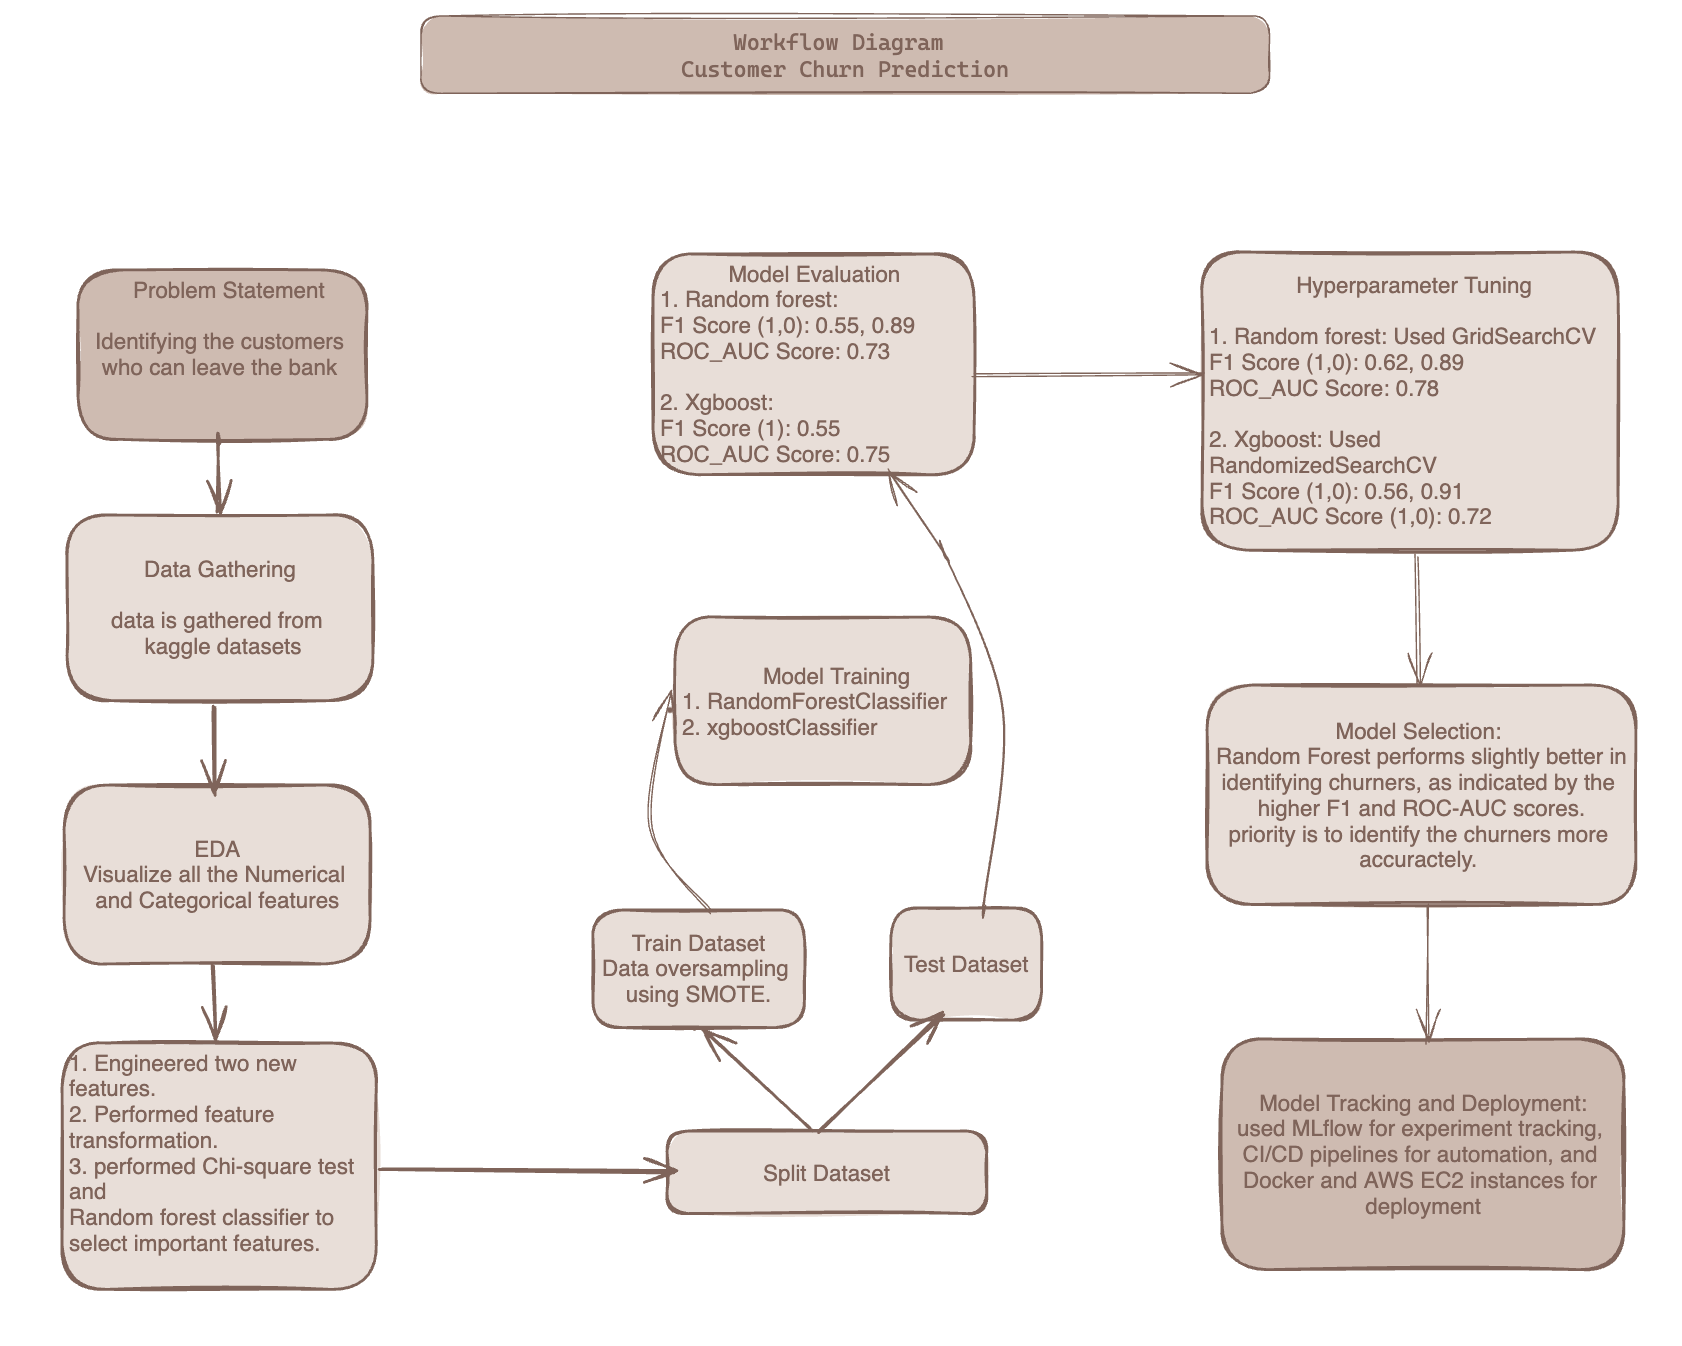 Workflow Diagram
Customer Churn Prediction
Problem Statement
Identifying the customers
who can leave the bank
Data Gathering
data is gathered from
kaggle datasets
EDA
Visualize all the Numerical
and Categorical features
1. Engineered two new
features.
2. Performed feature
transformation.
3. performed Chi-square test
and
Random forest classifier to
select important features.
Split Dataset
Train Dataset
Data oversampling
using SMOTE.
Test Dataset
Model Training
1. RandomForestClassifier
2. xgboostClassifier
Model Evaluation
1. Random forest:
F1 Score (1,0): 0.55, 0.89
ROC_AUC Score: 0.73
2. Xgboost:
F1 Score (1): 0.55
ROC_AUC Score: 0.75
Hyperparameter Tuning
1. Random forest: Used GridSearchCV
F1 Score (1,0): 0.62, 0.89
ROC_AUC Score: 0.78
2. Xgboost: Used
RandomizedSearchCV
F1 Score (1,0): 0.56, 0.91
ROC_AUC Score (1,0): 0.72
Model Selection:
Random Forest performs slightly better in
identifying churners, as indicated by the
higher F1 and ROC-AUC scores.
priority is to identify the churners more
accuractely.
Model Tracking and Deployment:
used MLflow for experiment tracking,
CI/CD pipelines for automation, and
Docker and AWS EC2 instances for
deployment